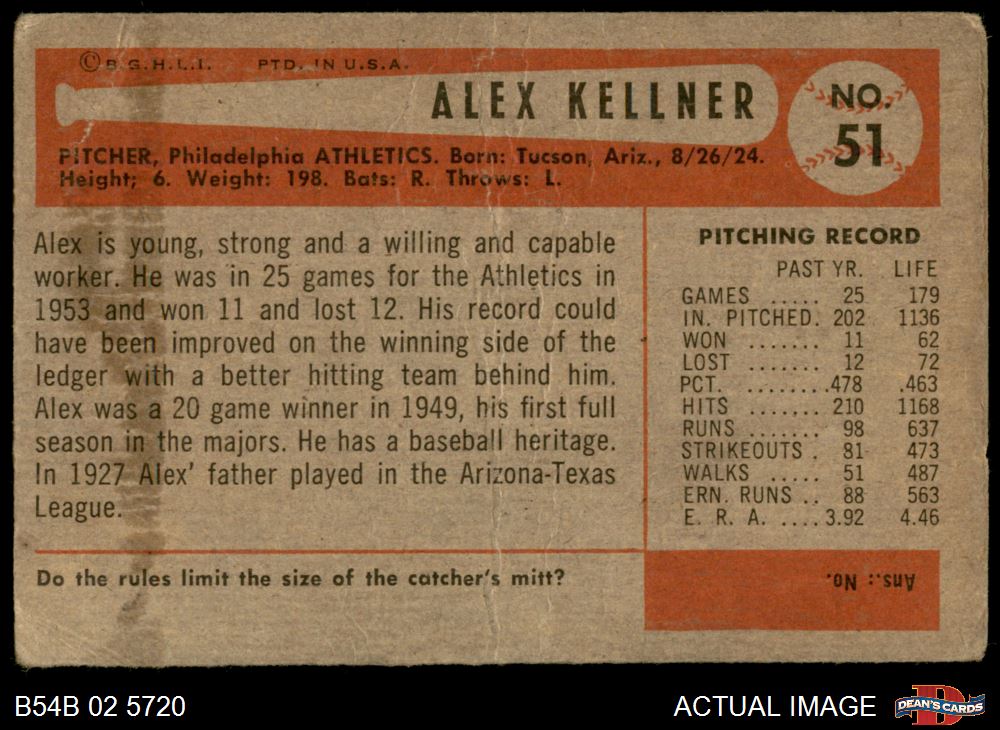 ©B.G.H.L.I. PTD. IN U.S.A.
ALEX KELLNER
NO.
51
PITCHER, Philadelphia ATHLETICS. Born: Tucson, Ariz., 8/26/24.
Height; 6. Weight: 198. Bats: R. Throws: L.
Alex is young, strong and a willing and capable
worker. He was in 25 games for the Athletics in
1953 and won 11 and lost 12. His record could
have been improved on the winning side of the
ledger with a better hitting team behind him.
Alex was a 20 game winner in 1949, his first full
season in the majors. He has a baseball heritage.
In 1927 Alex' father played in the Arizona-Texas
League.
PITCHING RECORD
PAST YR. LIFE
GAMES ..... 25 179
IN. PITCHED. 202 1136
WON ....... 11 62
LOST ....... 12 72
PCT. ........478 .463
HITS ....... 210 1168
RUNS ....... 98 637
STRIKEOUTS . 81 473
WALKS ..... 51 487
ERN. RUNS .. 88 563
E. R. A. ....3.92 4.46
Do the rules limit the size of the catcher's mitt?
Ans.: No.
B54B 02 5720
ACTUAL IMAGE
D
DEAN'S CARDS